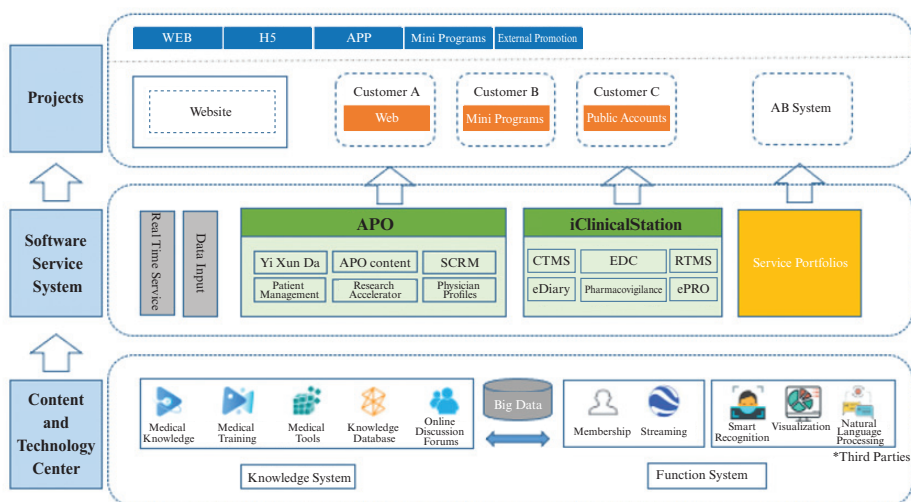 WEB
H5
APP
Mini Programs
External Promotion
Projects
Website
Customer A
Web
Customer B
Mini Programs
Customer C
Public Accounts
AB System
Software
Service
System
Real Time Service
Data Input
APO
Yi Xun Da
APO content
SCRM
Patient
Management
Research
Accelerator
Physician
Profiles
iClinicalStation
CTMS
EDC
RTMS
eDiary
Pharmacovigilance
ePRO
Service Portfolios
Content
and
Technology
Center
Medical
Knowledge
Medical
Training
Medical
Tools
Knowledge
Database
Online
Discussion
Forums
Big Data
Membership
Streaming
Smart
Recognition
Visualization
Natural
Language
Processing
*Third Parties
Knowledge System
Function System